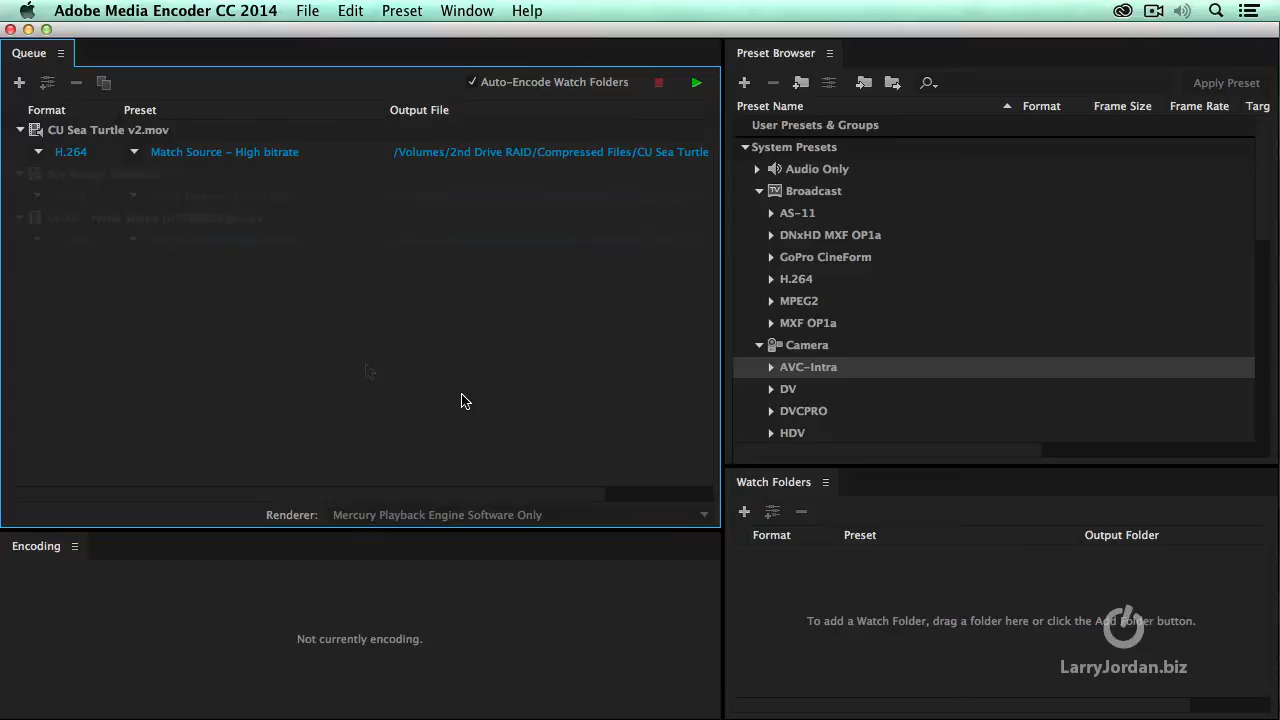 Adobe Media Encoder CC 2014 File Edit Preset Window Help
Queue
Auto-Encode Watch Folders
Format Preset Output File
CU Sea Turtle v2.mov
H.264 Match Source – High bitrate /Volumes/2nd Drive RAID/Compressed Files/CU Sea Turtle
Renderer: Mercury Playback Engine Software Only
Encoding
Not currently encoding.
Preset Browser
Apply Preset
Preset Name Format Frame Size Frame Rate Targ
User Presets & Groups
System Presets
Audio Only
TV Broadcast
AS-11
DNxHD MXF OP1a
GoPro CineForm
H.264
MPEG2
MXF OP1a
Camera
AVC-Intra
DV
DVCPRO
HDV
Watch Folders
Format Preset Output Folder
To add a Watch Folder, drag a folder here or click the Add Folder button.
LarryJordan.biz